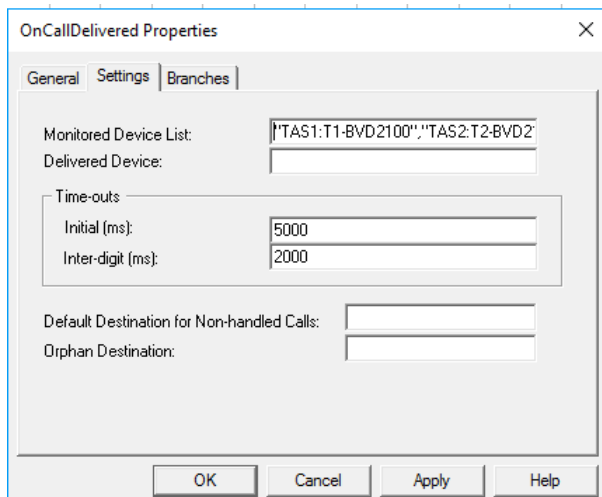 OnCallDelivered Properties
General Settings Branches
Monitored Device List: "TAS1:T1-BVD2100","TAS2:T2-BVD2
Delivered Device:
Time-outs
Initial (ms): 5000
Inter-digit (ms): 2000
Default Destination for Non-handled Calls:
Orphan Destination:
OK Cancel Apply Help